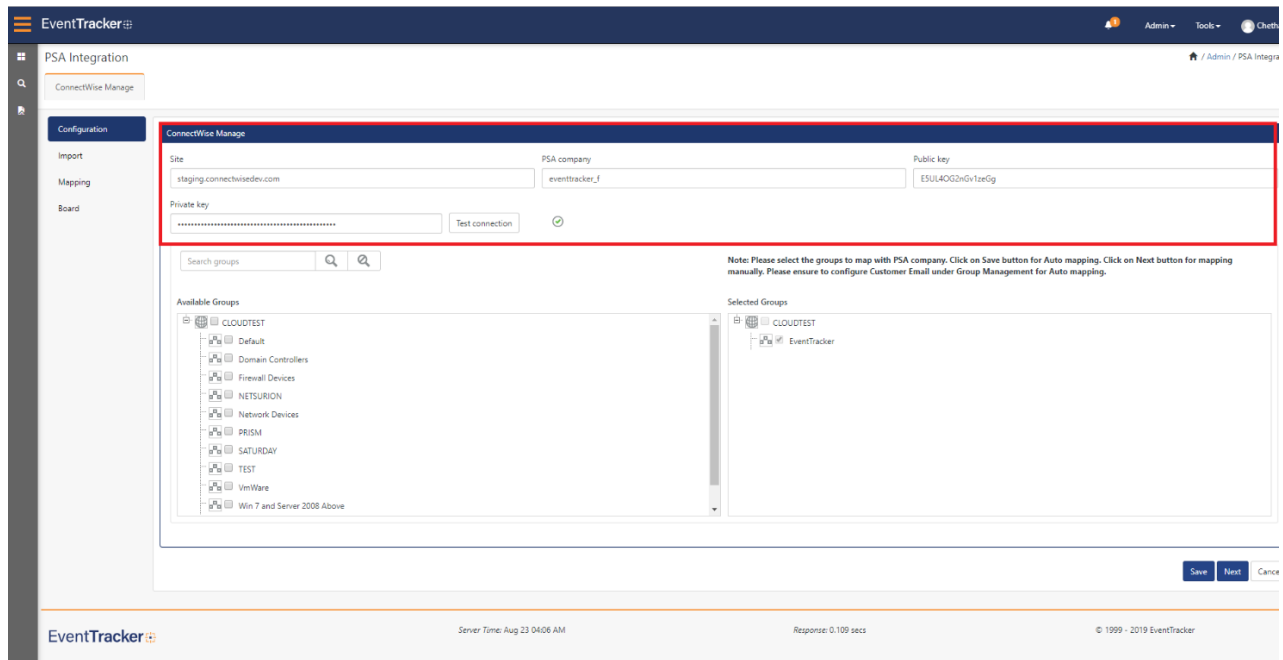 EventTracker
3
Admin
Tools
Cheth
PSA Integration
/ Admin / PSA Integra
ConnectWise Manage
Configuration
Import
Mapping
Board
ConnectWise Manage
Site
PSA company
Public key
staging.connectwisedev.com
eventtracker_f
E5UL4OG2nGv1zeGg
Private key
Test connection
Search groups
Note: Please select the groups to map with PSA company. Click on Save button for Auto mapping. Click on Next button for mapping
manually. Please ensure to configure Customer Email under Group Management for Auto mapping.
Available Groups
CLOUDTEST
Default
Domain Controllers
Firewall Devices
NETSURION
Network Devices
PRISM
SATURDAY
TEST
VmWare
Win 7 and Server 2008 Above
Selected Groups
CLOUDTEST
EventTracker
Save
Next
Cance
EventTracker
Server Time: Aug 23 04:06 AM
Response: 0.109 secs
© 1999 - 2019 EventTracker